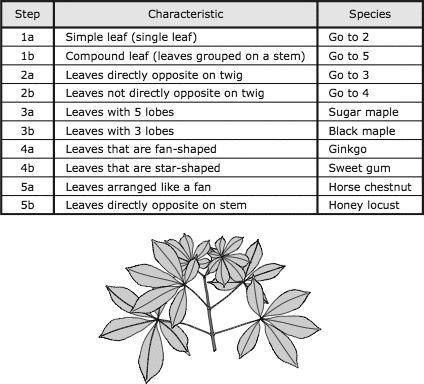 Step Characteristic Species
1a Simple leaf (single leaf) Go to 2
1b Compound leaf (leaves grouped on a stem) Go to 5
2a Leaves directly opposite on twig Go to 3
2b Leaves not directly opposite on twig Go to 4
3a Leaves with 5 lobes Sugar maple
3b Leaves with 3 lobes Black maple
4a Leaves that are fan-shaped Ginkgo
4b Leaves that are star-shaped Sweet gum
5a Leaves arranged like a fan Horse chestnut
5b Leaves directly opposite on stem Honey locust